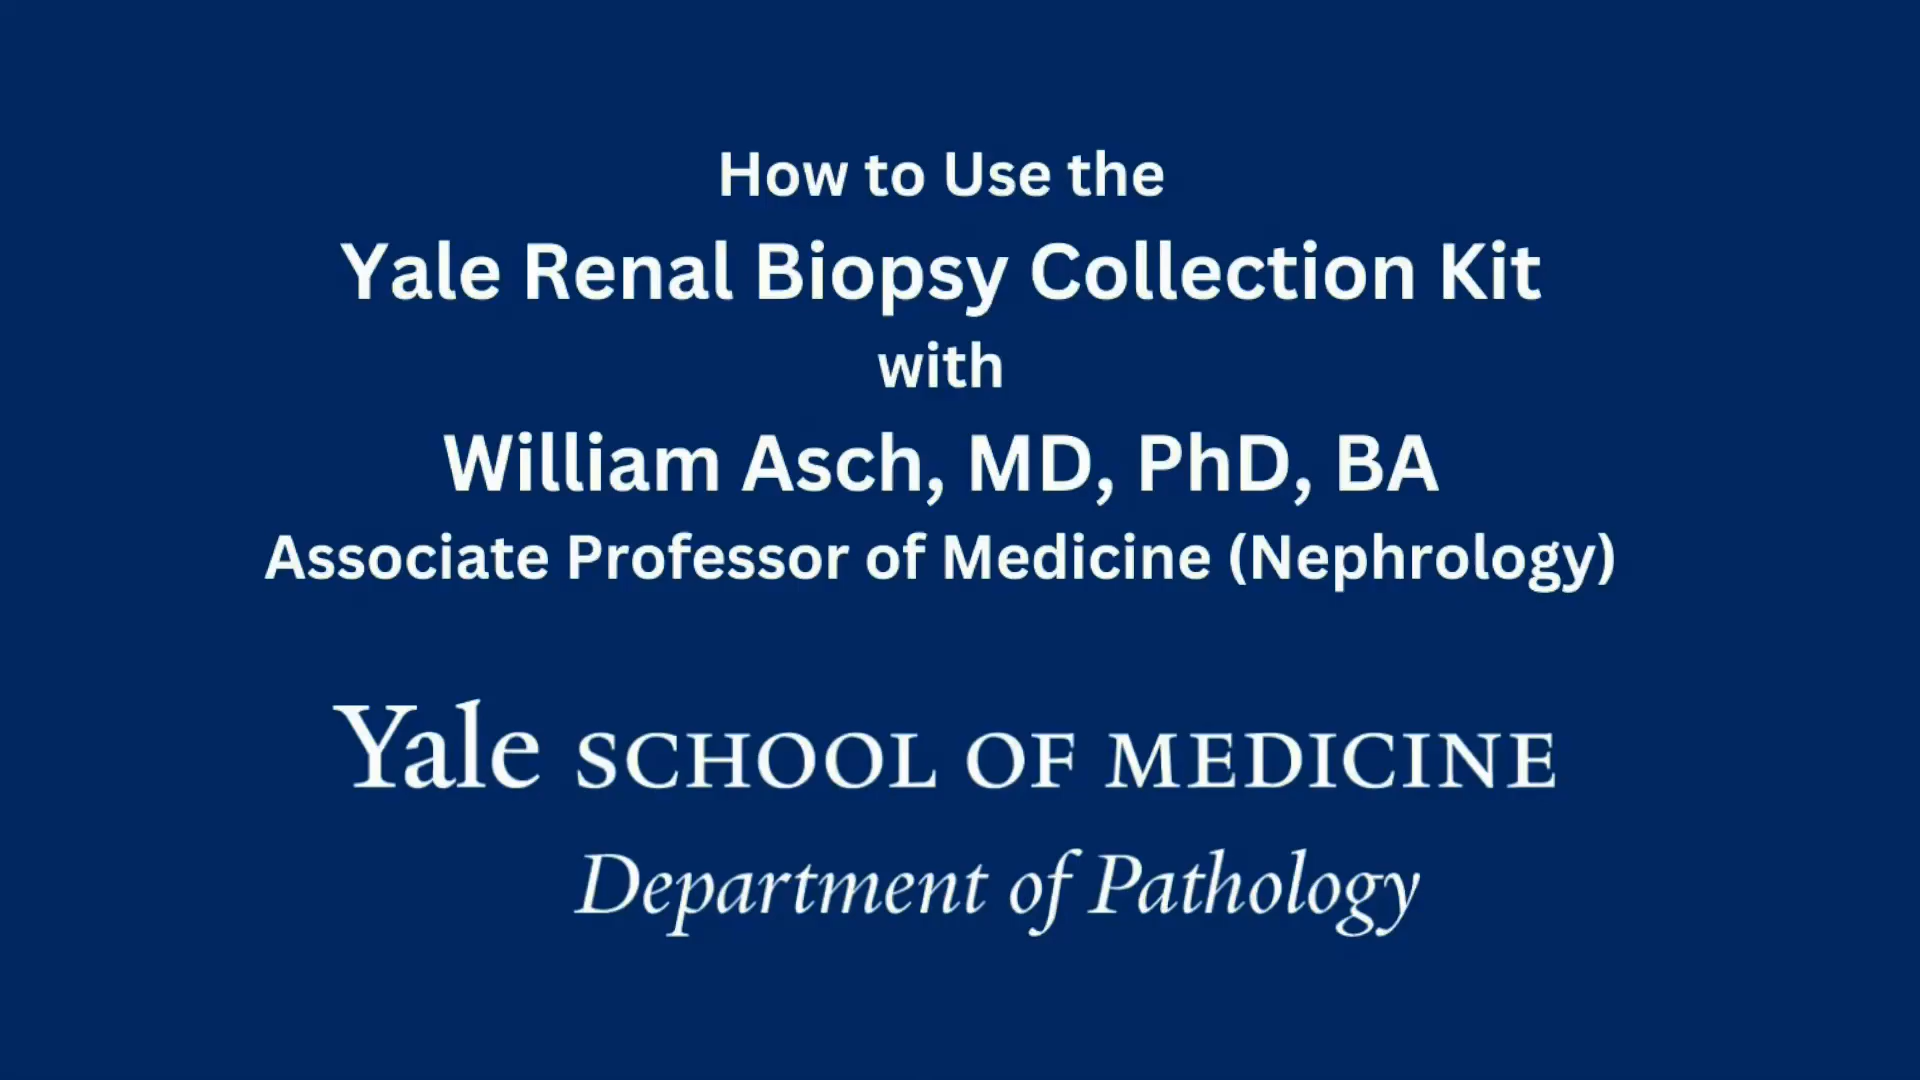 How to Use the
Yale Renal Biopsy Collection Kit
with
William Asch, MD, PhD, BA
Associate Professor of Medicine (Nephrology)
Yale SCHOOL OF MEDICINE
Department of Pathology